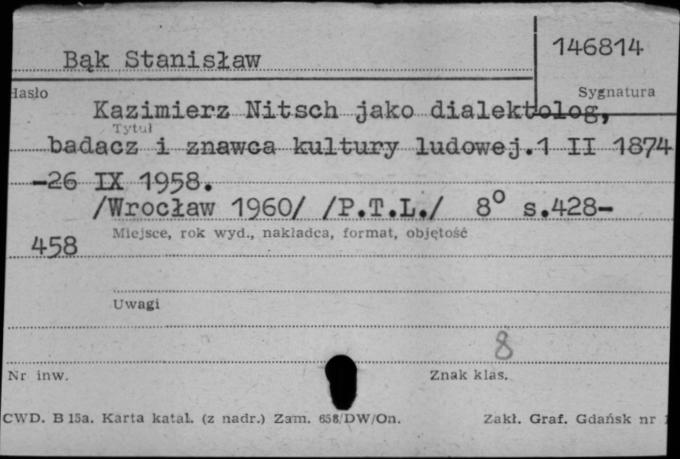 146814
Bąk Stanisław
Hasło
Sygnatura
Kazimierz Nitsch jako dialektolog,
Tytuł
badacz i znawca kultury ludowej.1 II 1874
-26 IX 1958.
/Wrocław 1960/ /P.T.L./ 8° s.428-
Miejsce, rok wyd., nakładca, format, objętość
458
Uwagi
8
Nr inw.
Znak klas.
CWD. B 15a. Karta katal. (z nadr.) Zam. 658/DW/On.
Zakł. Graf. Gdańsk nr 1